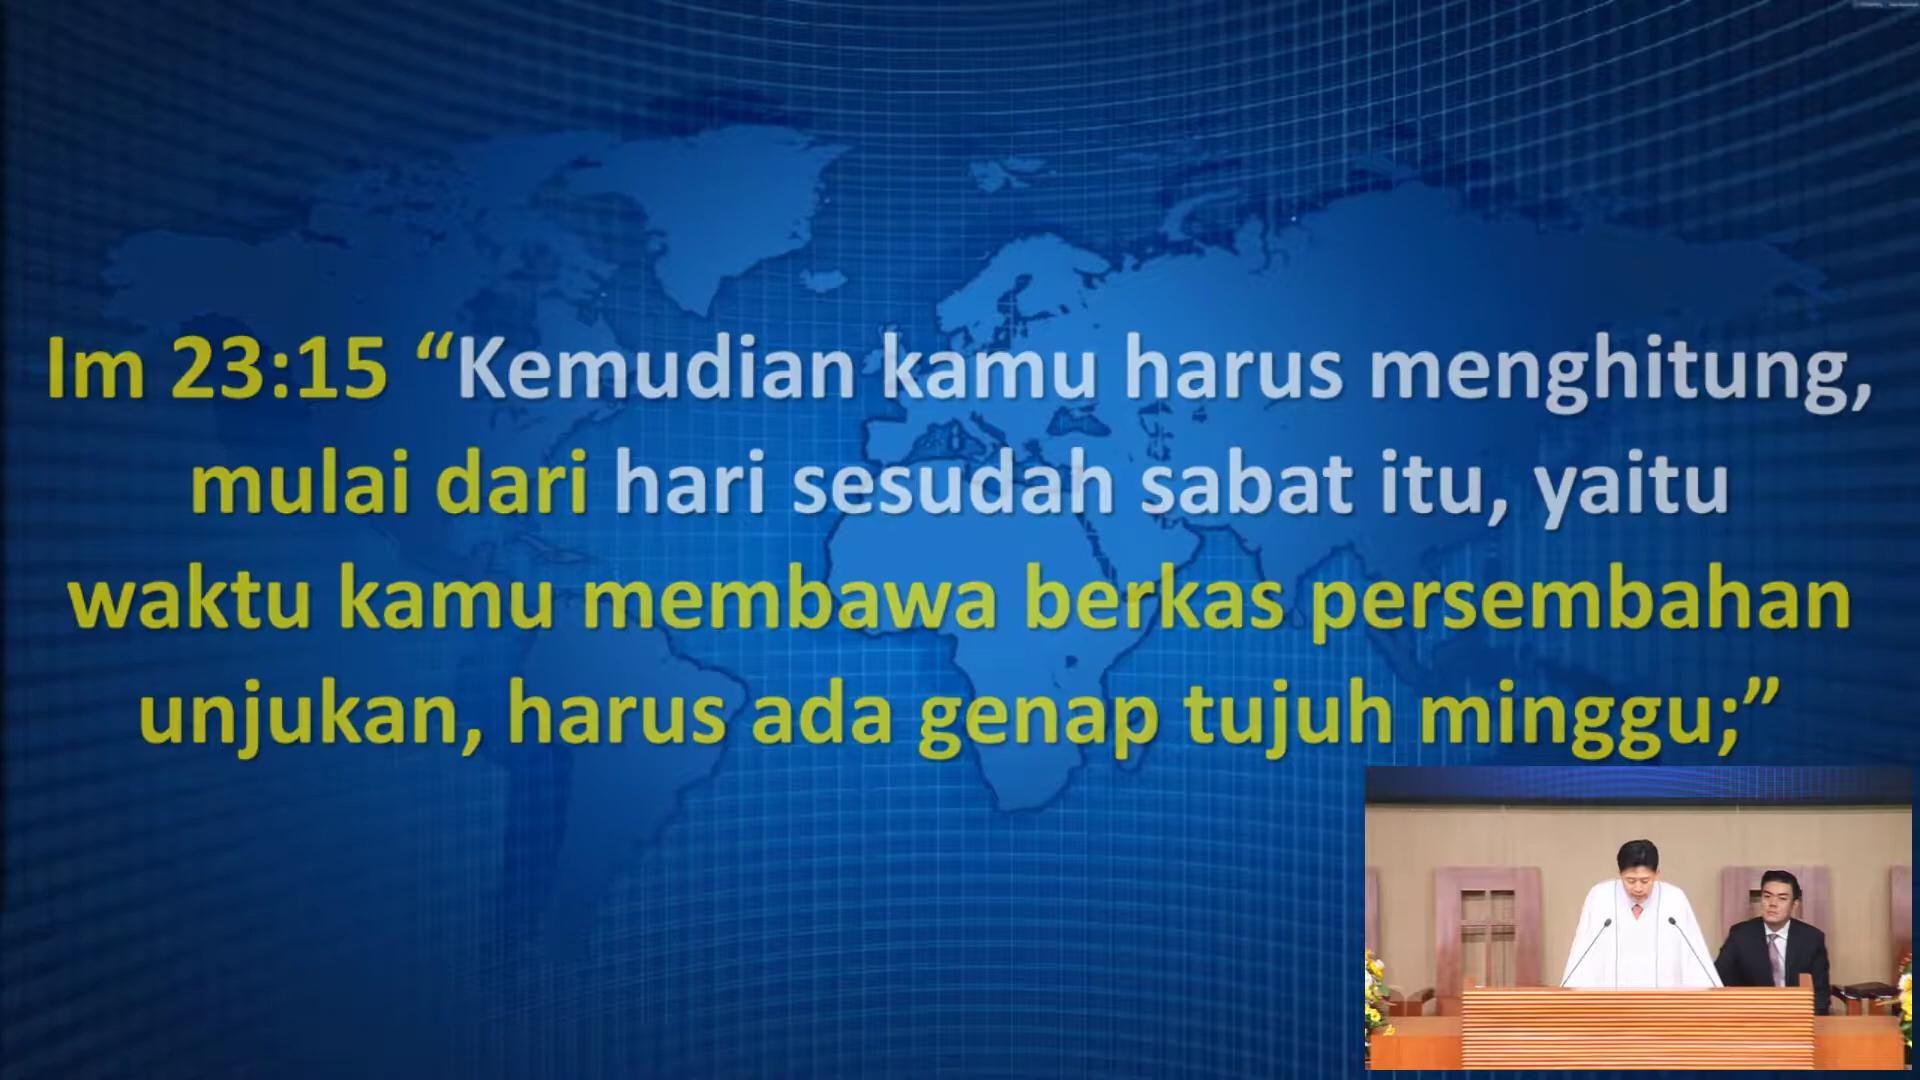 Im 23:15 “Kemudian kamu harus menghitung,
mulai dari hari sesudah sabat itu, yaitu
waktu kamu membawa berkas persembahan
unjukan, harus ada genap tujuh minggu;”